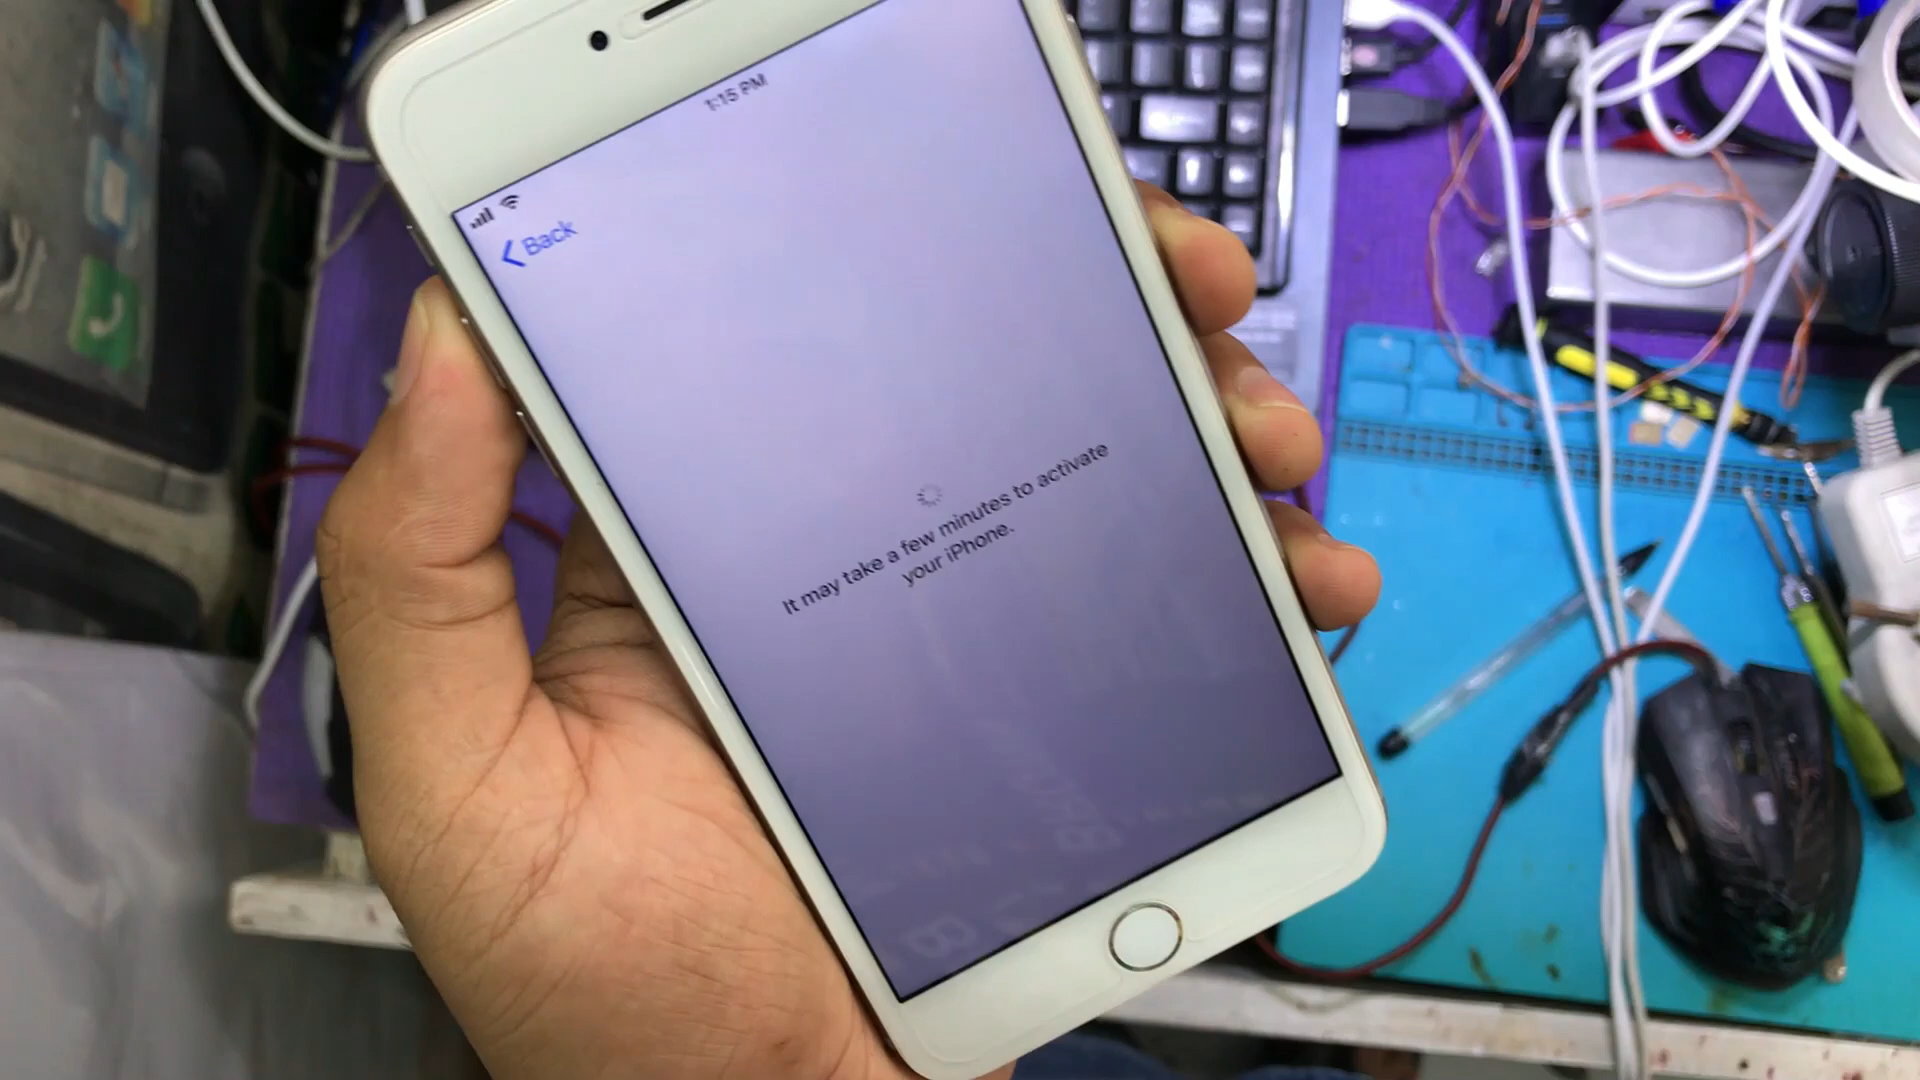 1:15 PM
Back
It may take a few minutes to activate
your iPhone.